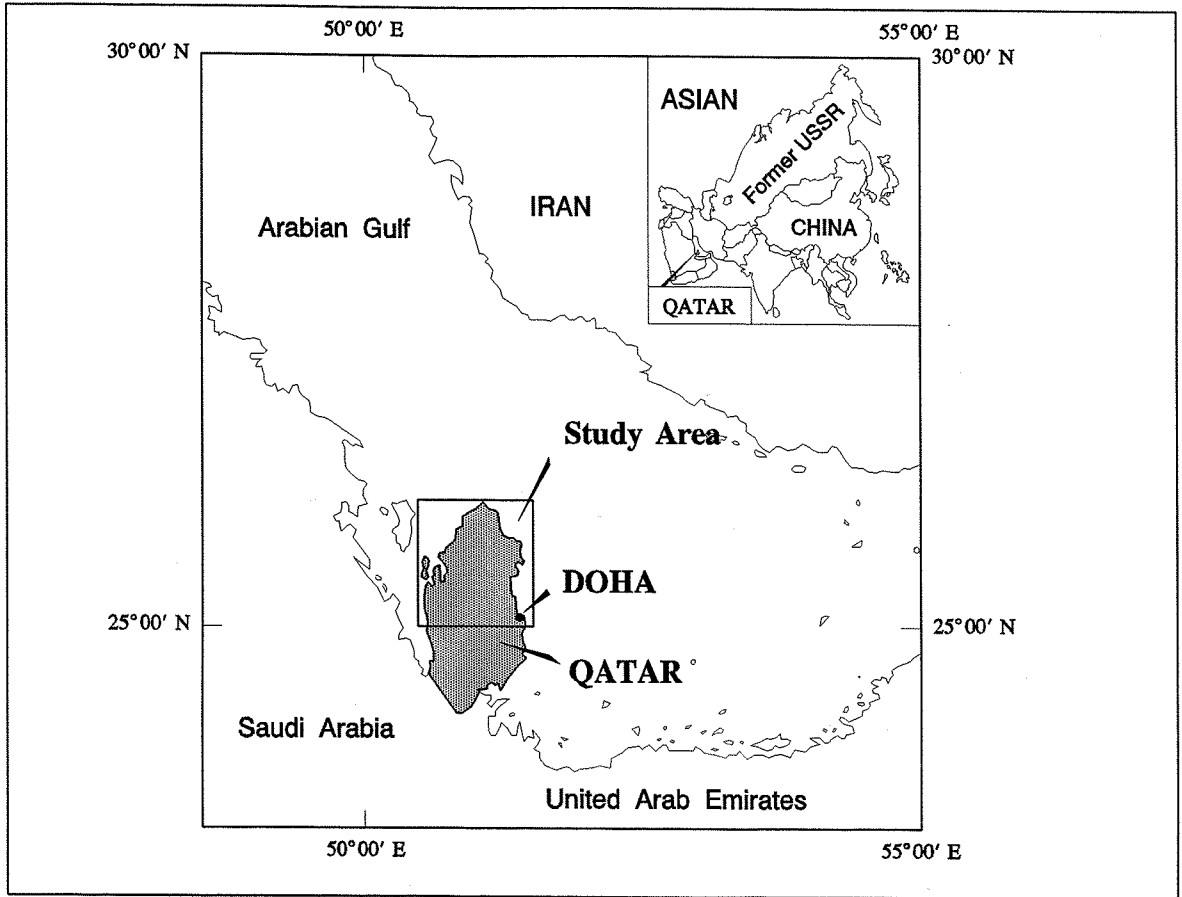 50°00′ E
55°00′ E
30°00′ N
30°00′ N
ASIAN
Former USSR
CHINA
QATAR
IRAN
Arabian Gulf
Study Area
DOHA
25°00′ N
25°00′ N
QATAR
Saudi Arabia
United Arab Emirates
50°00′ E
55°00′ E